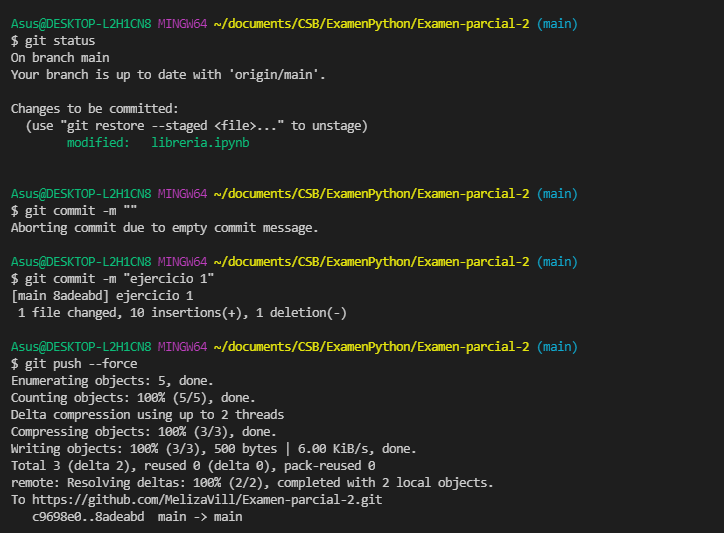 Asus@DESKTOP-L2H1CN8 MINGW64 ~/documents/CSB/ExamenPython/Examen-parcial-2 (main)
$ git status
On branch main
Your branch is up to date with 'origin/main'.
Changes to be committed:
  (use "git restore --staged <file>..." to unstage)
        modified:   libreria.ipynb
Asus@DESKTOP-L2H1CN8 MINGW64 ~/documents/CSB/ExamenPython/Examen-parcial-2 (main)
$ git commit -m ""
Aborting commit due to empty commit message.
Asus@DESKTOP-L2H1CN8 MINGW64 ~/documents/CSB/ExamenPython/Examen-parcial-2 (main)
$ git commit -m "ejercicio 1"
[main 8adeabd] ejercicio 1
 1 file changed, 10 insertions(+), 1 deletion(-)
Asus@DESKTOP-L2H1CN8 MINGW64 ~/documents/CSB/ExamenPython/Examen-parcial-2 (main)
$ git push --force
Enumerating objects: 5, done.
Counting objects: 100% (5/5), done.
Delta compression using up to 2 threads
Compressing objects: 100% (3/3), done.
Writing objects: 100% (3/3), 500 bytes | 6.00 KiB/s, done.
Total 3 (delta 2), reused 0 (delta 0), pack-reused 0
remote: Resolving deltas: 100% (2/2), completed with 2 local objects.
To https://github.com/MelizaVill/Examen-parcial-2.git
   c9698e0..8adeabd  main -> main